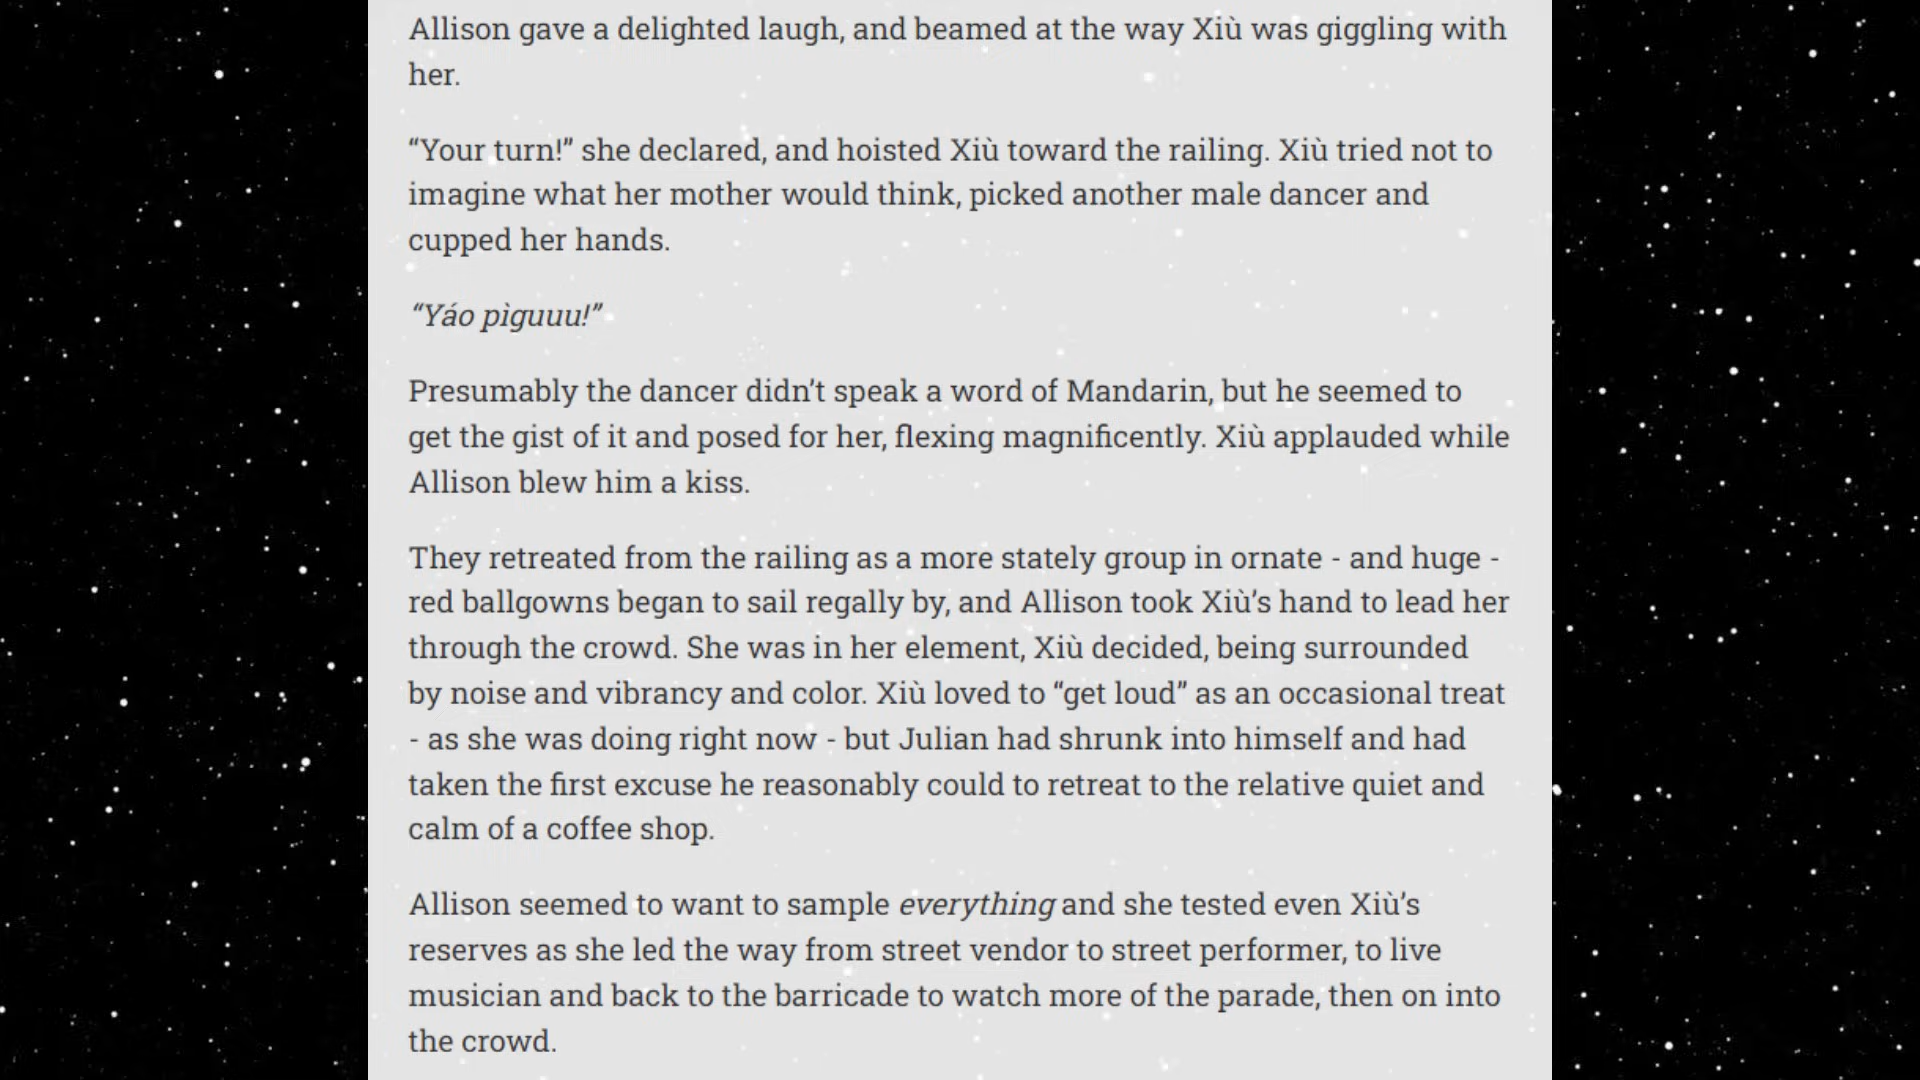 Allison gave a delighted laugh, and beamed at the way Xiù was giggling with
her.
“Your turn!” she declared, and hoisted Xiù toward the railing. Xiù tried not to
imagine what her mother would think, picked another male dancer and
cupped her hands.
“Yáo pìguuu!”
Presumably the dancer didn’t speak a word of Mandarin, but he seemed to
get the gist of it and posed for her, flexing magnificently. Xiù applauded while
Allison blew him a kiss.
They retreated from the railing as a more stately group in ornate - and huge -
red ballgowns began to sail regally by, and Allison took Xiù’s hand to lead her
through the crowd. She was in her element, Xiù decided, being surrounded
by noise and vibrancy and color. Xiù loved to “get loud” as an occasional treat
- as she was doing right now - but Julian had shrunk into himself and had
taken the first excuse he reasonably could to retreat to the relative quiet and
calm of a coffee shop.
Allison seemed to want to sample everything and she tested even Xiù’s
reserves as she led the way from street vendor to street performer, to live
musician and back to the barricade to watch more of the parade, then on into
the crowd.